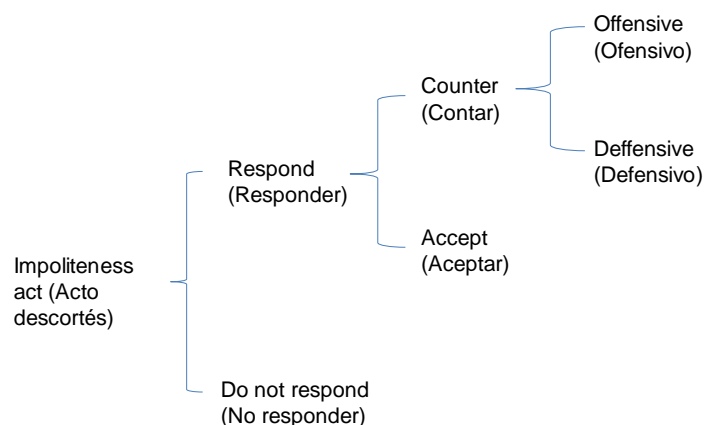 Offensive
(Ofensivo)
Counter
(Contar)
Deffensive
(Defensivo)
Respond
(Responder)
Accept
(Aceptar)
Impoliteness
act (Acto
descortés)
Do not respond
(No responder)